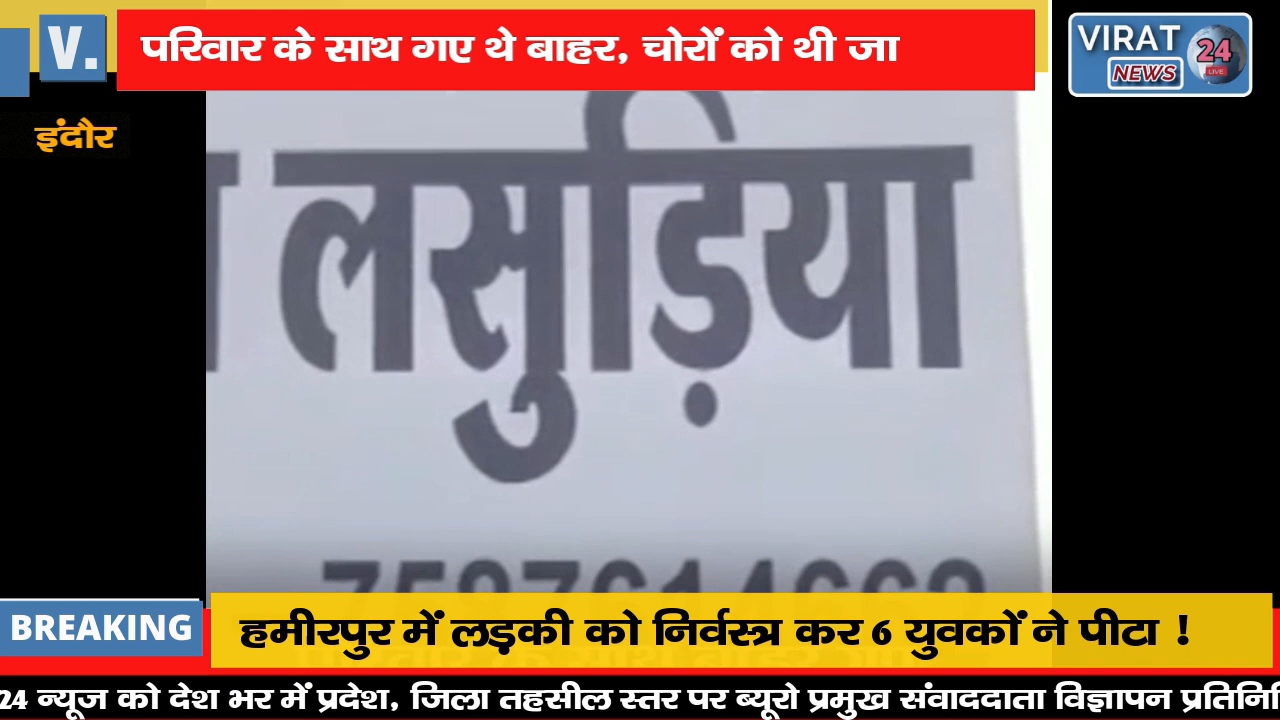 V.
परिवार के साथ गए थे बाहर, चोरों को थी जा
VIRAT
24
LIVE
NEWS
इंदौर
लसुड़िया
BREAKING
हमीरपुर में लड़की को निर्वस्त्र कर 6 युवकों ने पीटा !
24 न्यूज को देश भर में प्रदेश, जिला तहसील स्तर पर ब्यूरो प्रमुख संवाददाता विज्ञापन